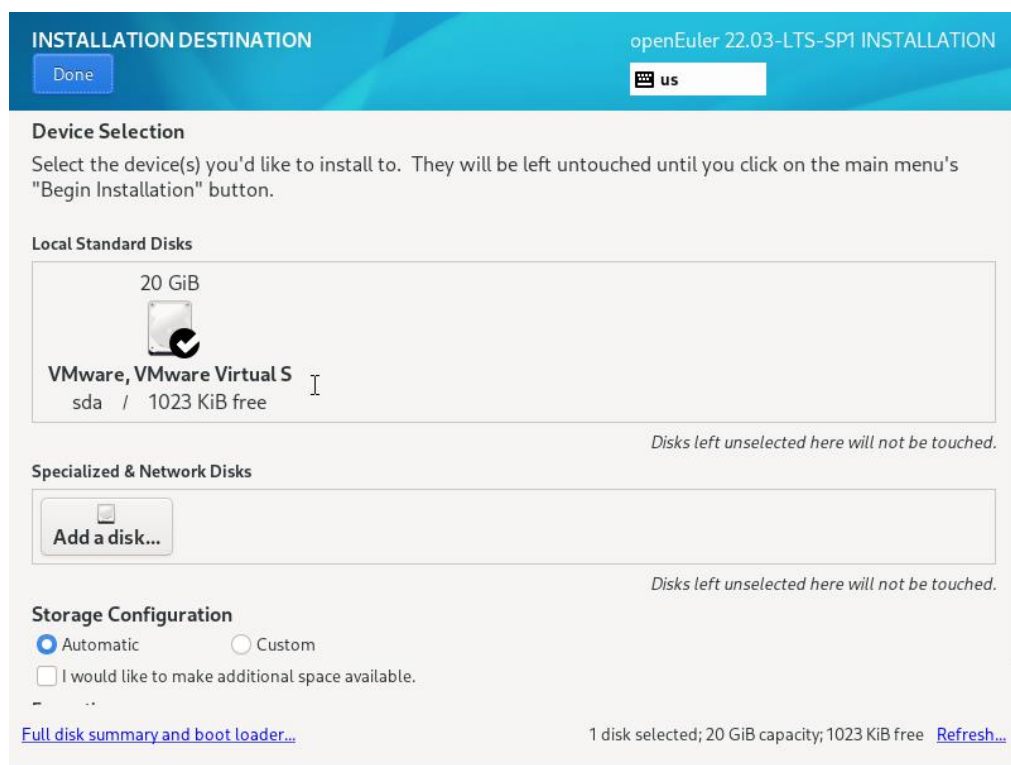 INSTALLATION DESTINATION
openEuler 22.03-LTS-SP1 INSTALLATION
Done
us
Device Selection
Select the device(s) you'd like to install to. They will be left untouched until you click on the main menu's
"Begin Installation" button.
Local Standard Disks
20 GiB
VMware, VMware Virtual S
sda / 1023 KiB free
Disks left unselected here will not be touched.
Specialized & Network Disks
Add a disk...
Disks left unselected here will not be touched.
Storage Configuration
Automatic Custom
I would like to make additional space available.
Full disk summary and boot loader...
1 disk selected; 20 GiB capacity; 1023 KiB free Refresh...